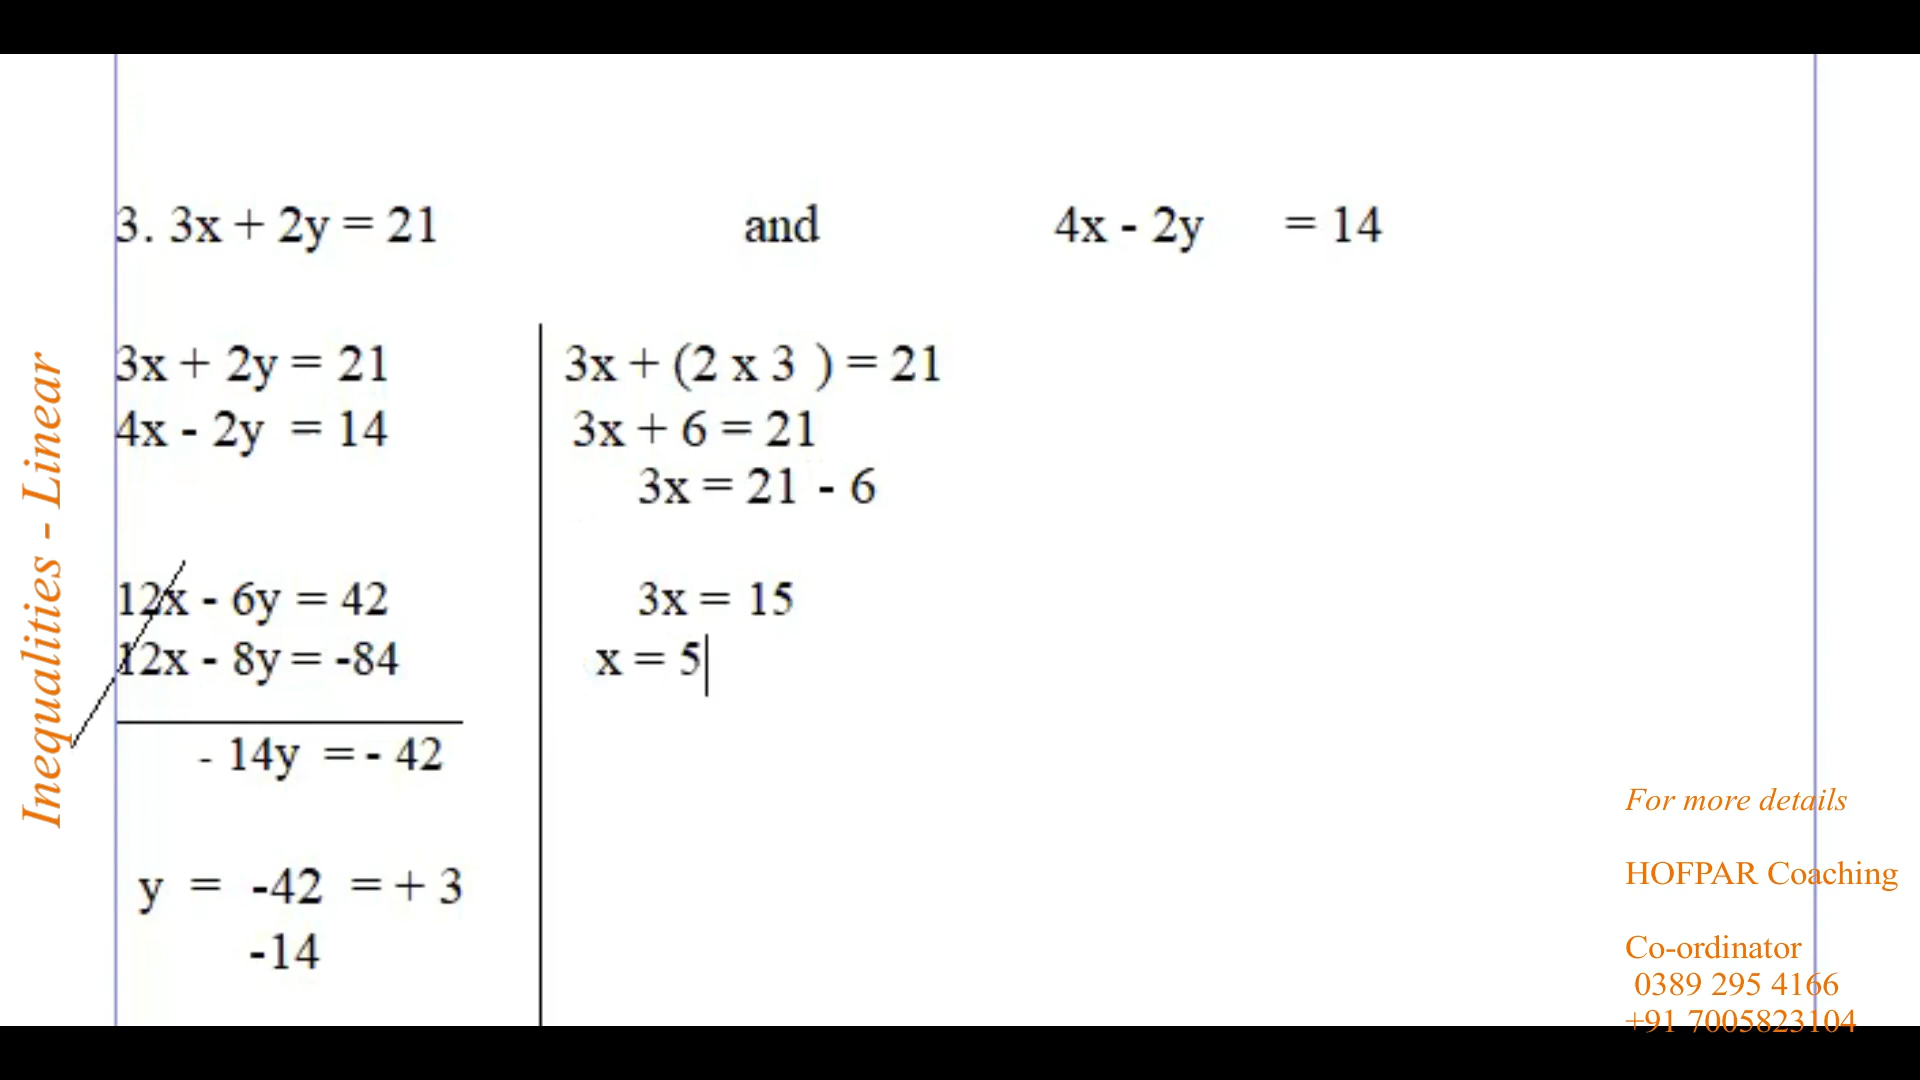 3. 3x + 2y = 21 and 4x - 2y = 14
3x + 2y = 21
4x - 2y = 14
12x - 6y = 42
12x - 8y = -84
- 14y = - 42
y = -42 = + 3
-14
3x + (2 x 3 ) = 21
3x + 6 = 21
3x = 21 - 6
3x = 15
x = 5
Inequalities - Linear
For more details
HOFPAR Coaching
Co-ordinator
0389 295 4166
+91 7005823104